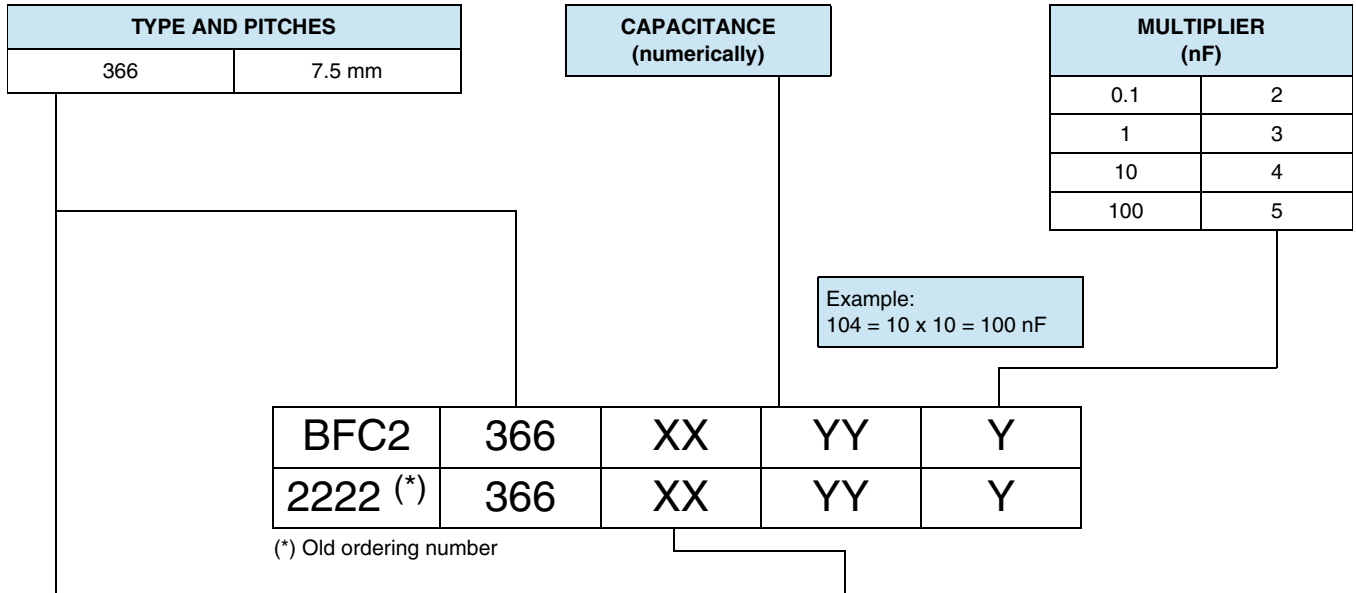 TYPE AND PITCHES
366 7.5 mm
CAPACITANCE
(numerically)
MULTIPLIER
(nF)
0.1 2
1 3
10 4
100 5
Example:
104 = 10 x 10 = 100 nF
BFC2 366 XX YY Y
2222 (*) 366 XX YY Y
(*) Old ordering number